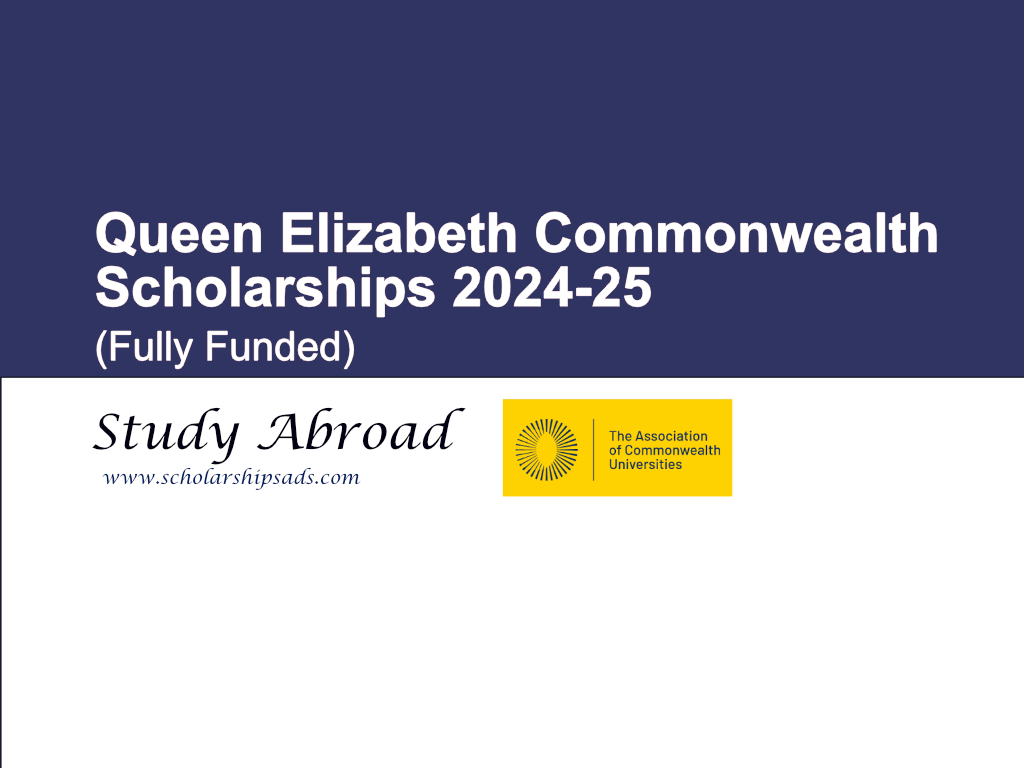 Queen Elizabeth Commonwealth
Scholarships 2024-25
(Fully Funded)
Study Abroad
www.scholarshipsads.com
The Association
of Commonwealth
Universities